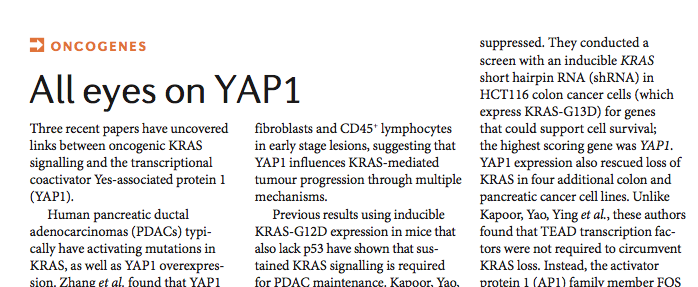 ONCOGENES
All eyes on YAP1
Three recent papers have uncovered
links between oncogenic KRAS
signalling and the transcriptional
coactivator Yes-associated protein 1
(YAP1).
Human pancreatic ductal
adenocarcinomas (PDACs) typi-
cally have activating mutations in
KRAS, as well as YAP1 overexpres-
sion. Zhang et al. found that YAP1
fibroblasts and CD45⁺ lymphocytes
in early stage lesions, suggesting that
YAP1 influences KRAS-mediated
tumour progression through multiple
mechanisms.
Previous results using inducible
KRAS-G12D expression in mice that
also lack p53 have shown that sus-
tained KRAS signalling is required
for PDAC maintenance. Kapoor, Yao,
suppressed. They conducted a
screen with an inducible KRAS
short hairpin RNA (shRNA) in
HCT116 colon cancer cells (which
express KRAS-G13D) for genes
that could support cell survival;
the highest scoring gene was YAP1.
YAP1 expression also rescued loss of
KRAS in four additional colon and
pancreatic cancer cell lines. Unlike
Kapoor, Yao, Ying et al., these authors
found that TEAD transcription fac-
tors were not required to circumvent
KRAS loss. Instead, the activator
protein 1 (AP1) family member FOS